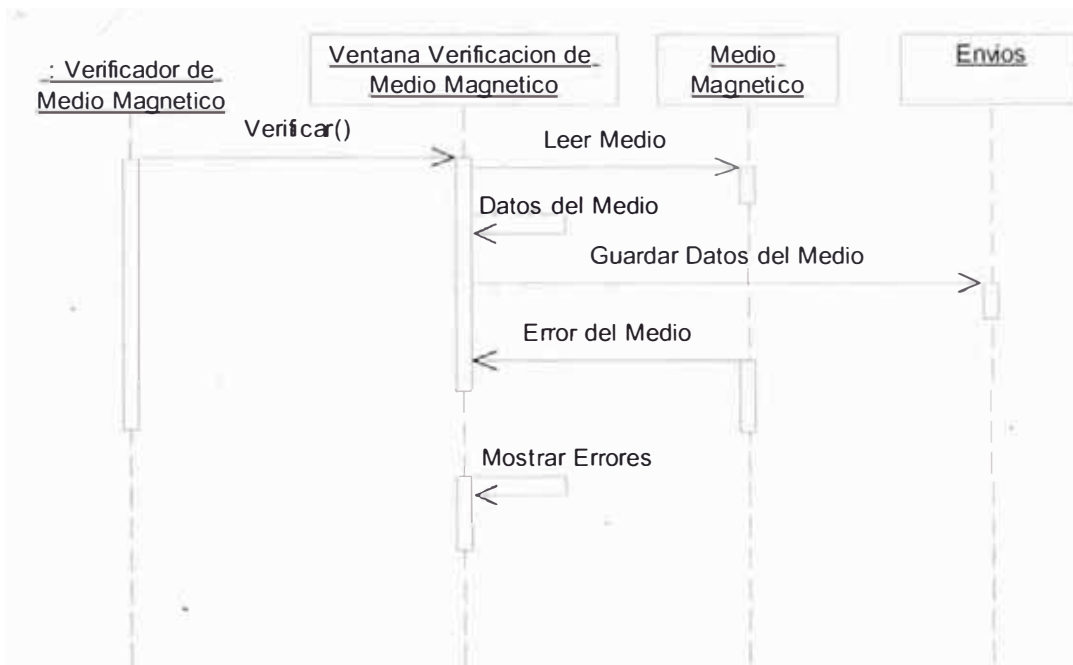 : Verificador de
Medio Magnetico
Ventana Verificacion de
Medio Magnetico
Medio
Magnetico
Envios
Verificar()
Leer Medio
Datos del Medio
Guardar Datos del Medio
Error del Medio
Mostrar Errores